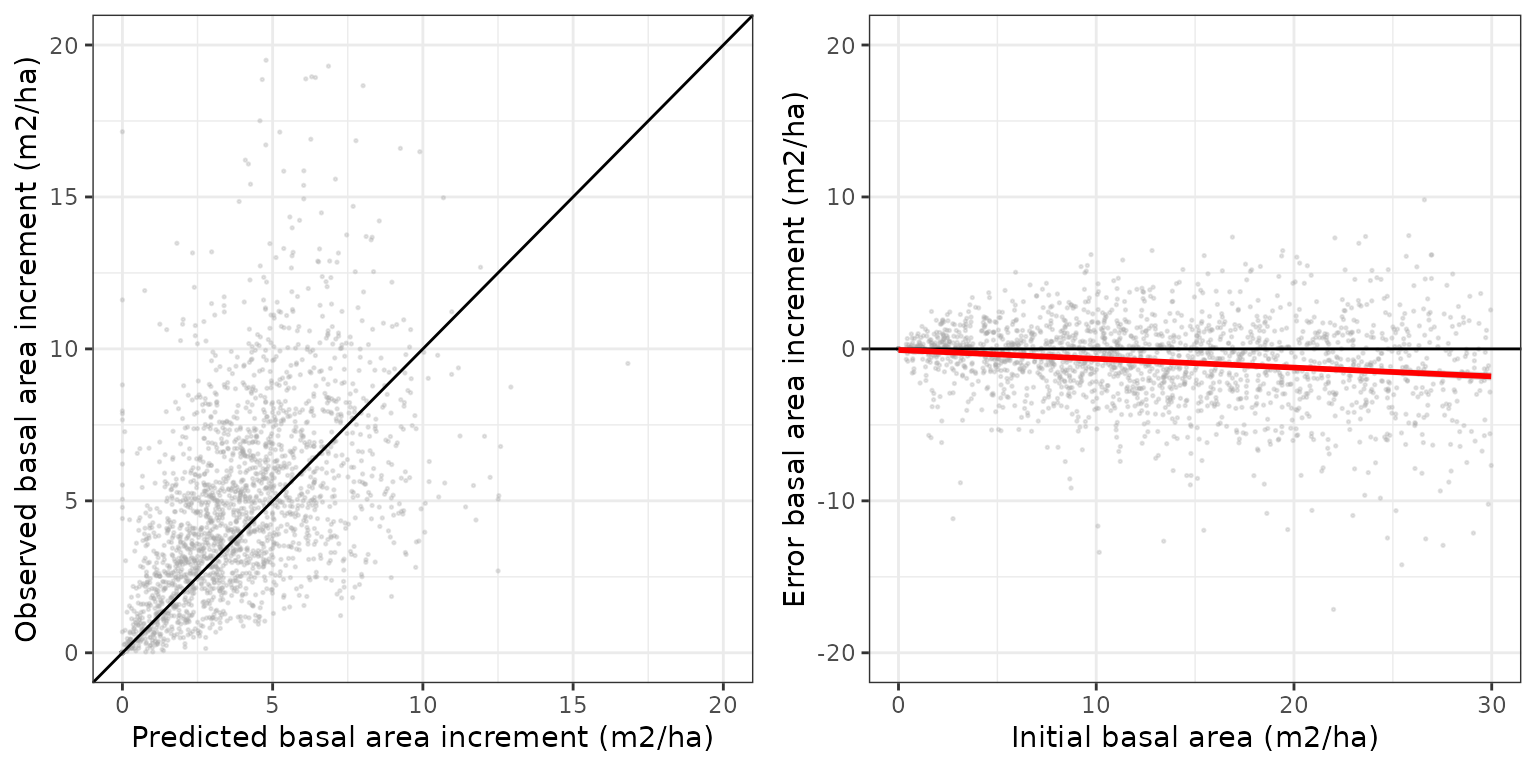 Observed basal area increment (m2/ha)
20
15
10
5
0
0 5 10 15 20
Predicted basal area increment (m2/ha)
Error basal area increment (m2/ha)
20
10
0
-10
-20
0 10 20 30
Initial basal area (m2/ha)